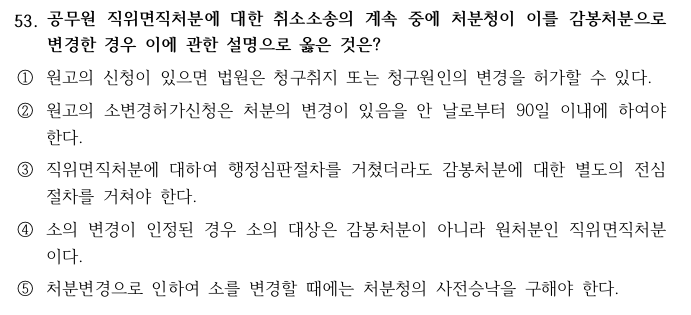 53. 공무원 직위면직처분에 대한 취소소송의 계속 중에 처분청이 이를 감봉처분으로
변경한 경우 이에 관한 설명으로 옳은 것은?
① 원고의 신청이 있으면 법원은 청구취지 또는 청구원인의 변경을 허가할 수 있다.
② 원고의 소변경허가신청은 처분의 변경이 있음을 안 날로부터 90일 이내에 하여야
한다.
③ 직위면직처분에 대하여 행정심판절차를 거쳤더라도 감봉처분에 대한 별도의 전심
절차를 거쳐야 한다.
④ 소의 변경이 인정된 경우 소의 대상은 감봉처분이 아니라 원처분인 직위면직처분
이다.
⑤ 처분변경으로 인하여 소를 변경할 때에는 처분청의 사전승낙을 구해야 한다.